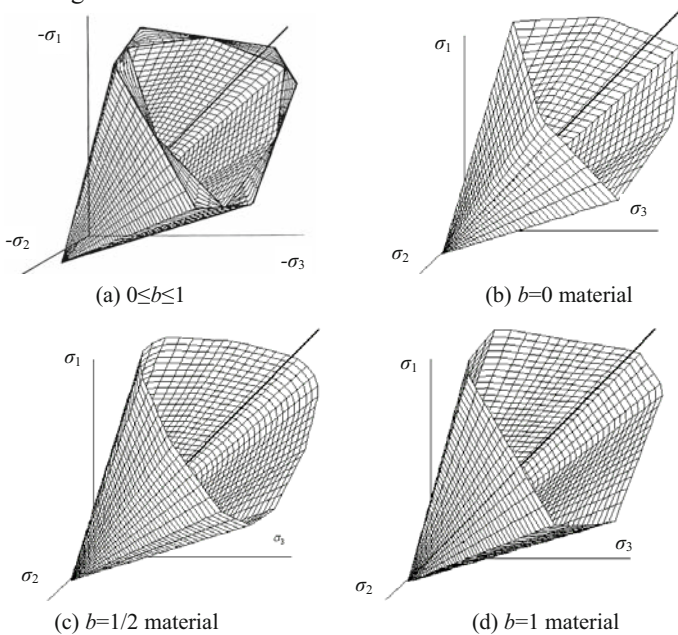 -σ1
-σ2
-σ3
(a) 0≤b≤1
σ1
σ3
σ2
(b) b=0 material
σ1
σ3
σ2
(c) b=1/2 material
σ1
σ3
σ2
(d) b=1 material